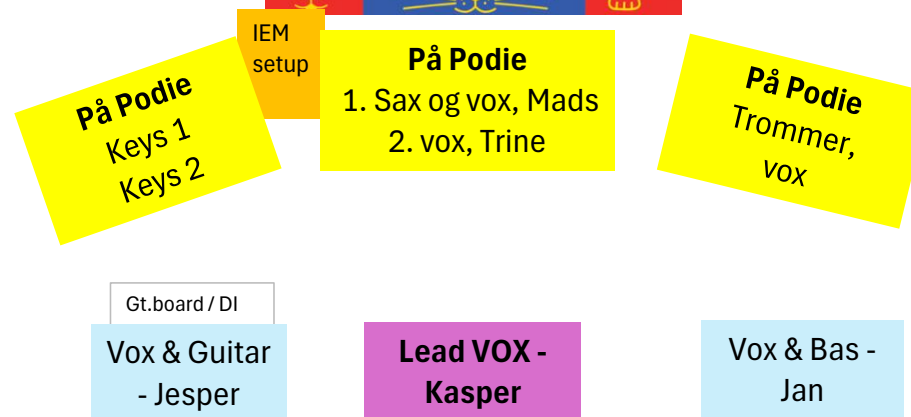 IEM
setup
På Podie
Keys 1
Keys 2
På Podie
1. Sax og vox, Mads
2. vox, Trine
På Podie
Trommer,
vox
Gt.board / DI
Vox & Guitar
- Jesper
Lead VOX -
Kasper
Vox & Bas -
Jan